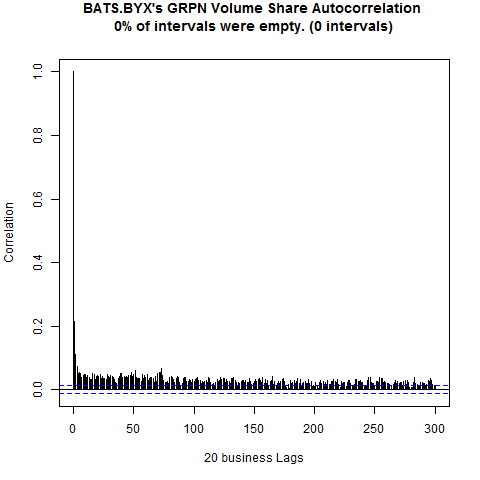 BATS.BYX's GRPN Volume Share Autocorrelation
0% of intervals were empty. (0 intervals)
Correlation
1.0
0.8
0.6
0.4
0.2
0.0
0 50 100 150 200 250 300
20 business Lags